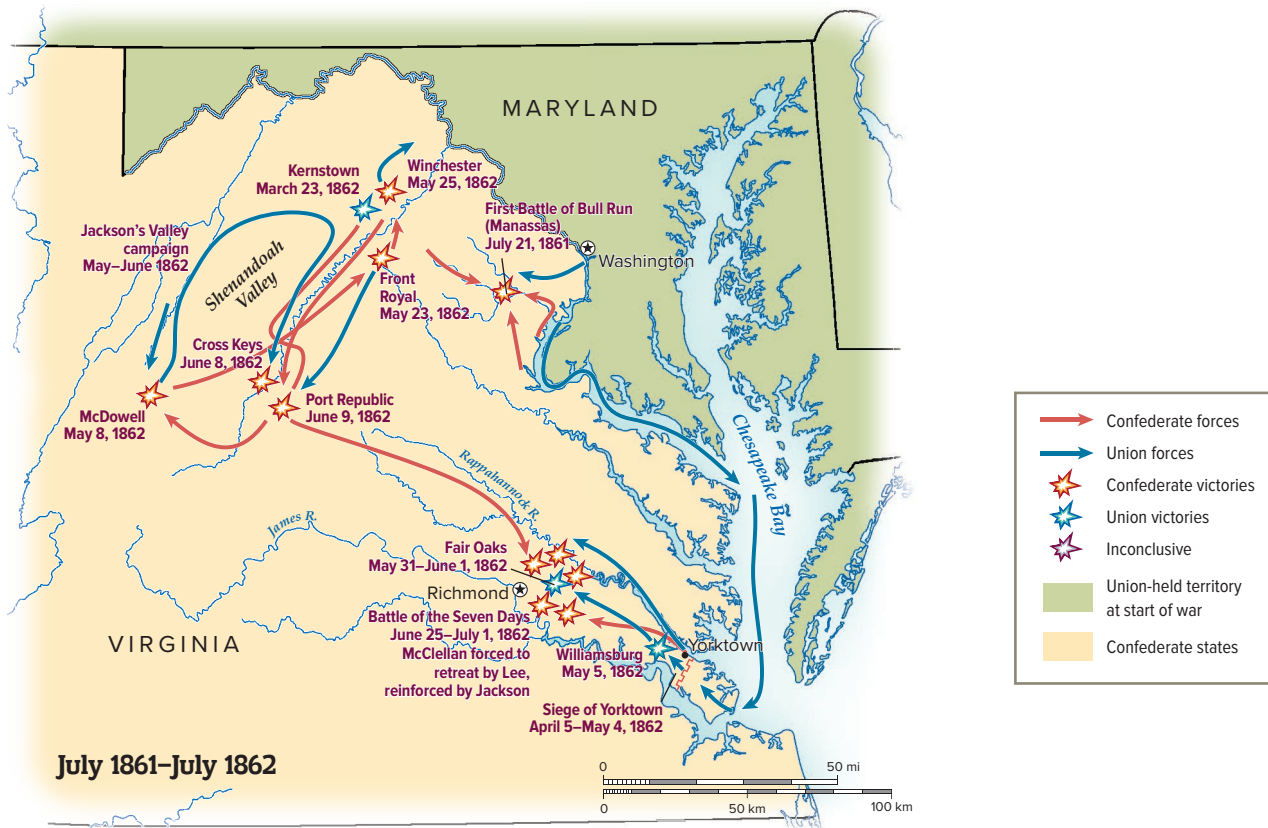 MARYLAND
Kernstown
March 23, 1862
Winchester
May 25, 1862
First Battle of Bull Run
(Manassas)
July 21, 1861
Washington
Jackson's Valley
campaign
May–June 1862
Shenandoah
Valley
Front
Royal
May 23, 1862
Cross Keys
June 8, 1862
McDowell
May 8, 1862
Port Republic
June 9, 1862
Chesapeake Bay
Rappahannock R.
James R.
Fair Oaks
May 31–June 1, 1862
Richmond
Battle of the Seven Days
June 25–July 1, 1862
McClellan forced to
retreat by Lee,
reinforced by Jackson
VIRGINIA
Williamsburg
May 5, 1862
Yorktown
Siege of Yorktown
April 5–May 4, 1862
July 1861–July 1862
0 50 mi
0 50 km 100 km
Confederate forces
Union forces
Confederate victories
Union victories
Inconclusive
Union-held territory
at start of war
Confederate states